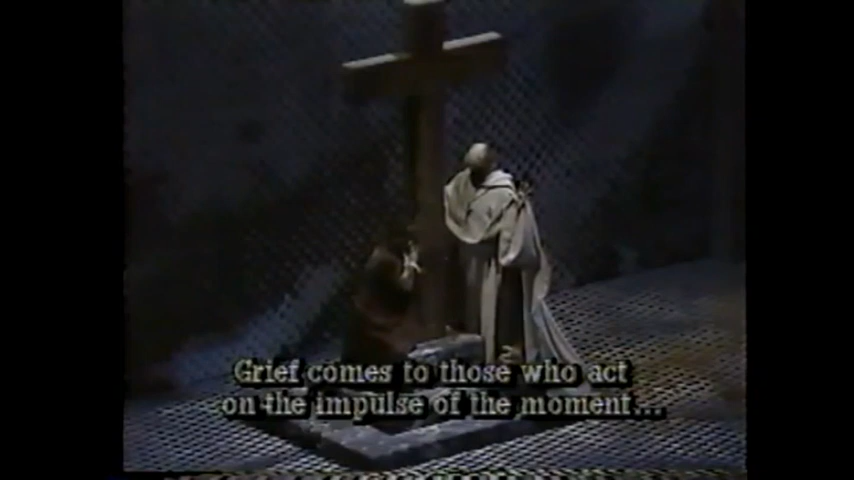 Grief comes to those who act
on the impulse of the moment...